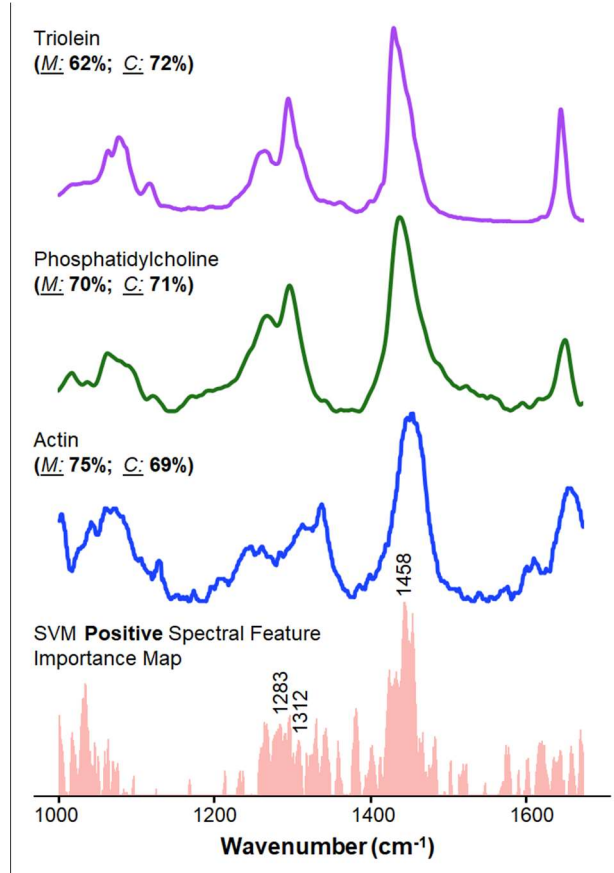 Triolein
(M: 62%; C: 72%)
Phosphatidylcholine
(M: 70%; C: 71%)
Actin
(M: 75%; C: 69%)
1458
SVM Positive Spectral Feature
Importance Map
1283
1312
1000 1200 1400 1600
Wavenumber (cm-1)